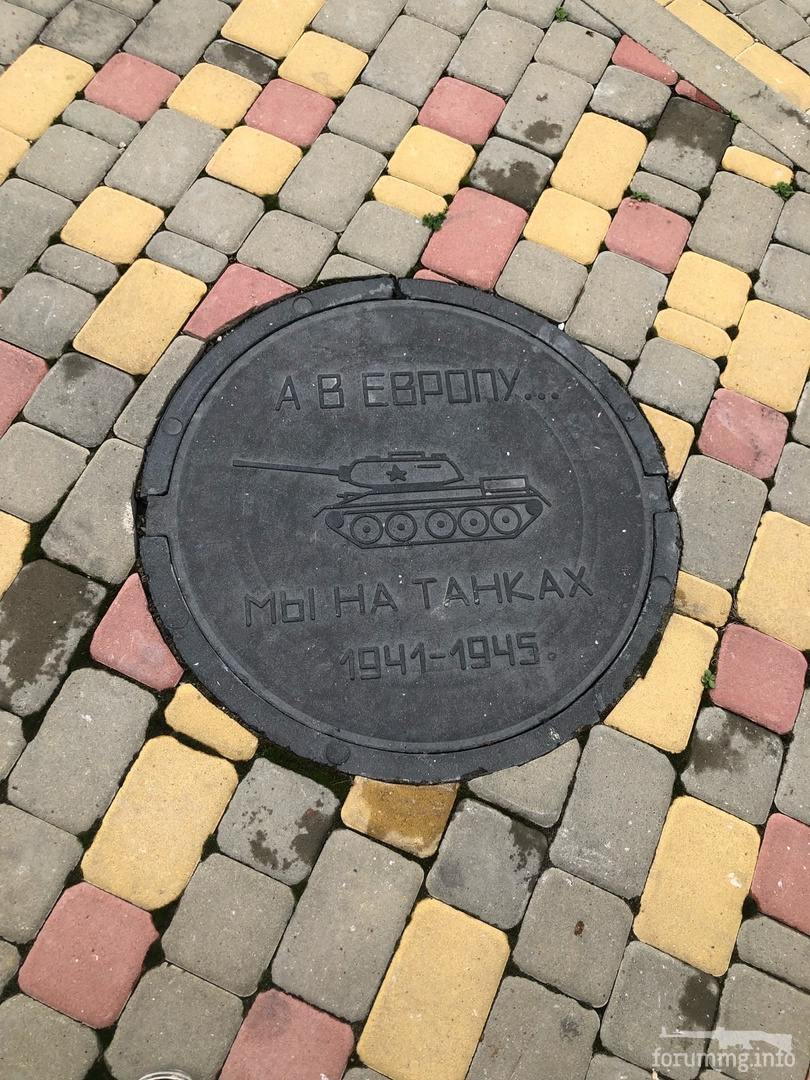 А В ЕВРОПУ...
МЫ НА ТАНКАХ
1941-1945.
forummg.info